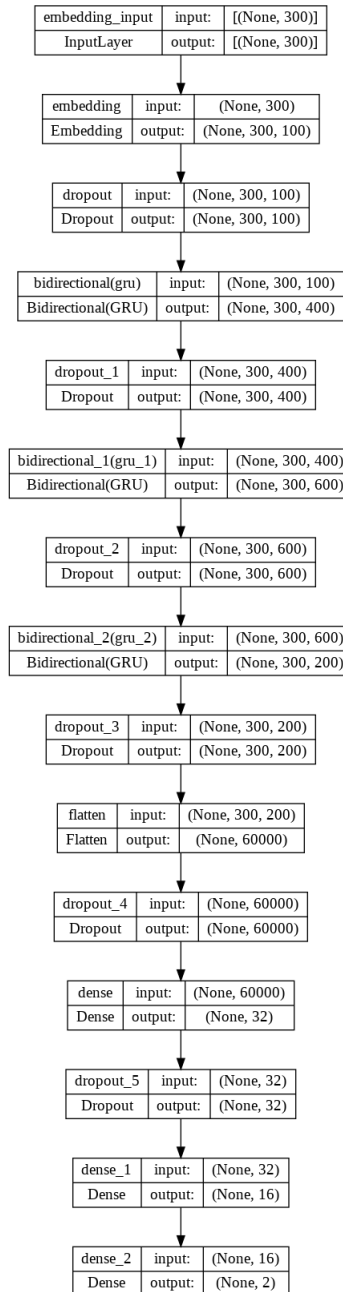 embedding_input input: [(None, 300)]
InputLayer output: [(None, 300)]
embedding input: (None, 300)
Embedding output: (None, 300, 100)
dropout input: (None, 300, 100)
Dropout output: (None, 300, 100)
bidirectional(gru) input: (None, 300, 100)
Bidirectional(GRU) output: (None, 300, 400)
dropout_1 input: (None, 300, 400)
Dropout output: (None, 300, 400)
bidirectional_1(gru_1) input: (None, 300, 400)
Bidirectional(GRU) output: (None, 300, 600)
dropout_2 input: (None, 300, 600)
Dropout output: (None, 300, 600)
bidirectional_2(gru_2) input: (None, 300, 600)
Bidirectional(GRU) output: (None, 300, 200)
dropout_3 input: (None, 300, 200)
Dropout output: (None, 300, 200)
flatten input: (None, 300, 200)
Flatten output: (None, 60000)
dropout_4 input: (None, 60000)
Dropout output: (None, 60000)
dense input: (None, 60000)
Dense output: (None, 32)
dropout_5 input: (None, 32)
Dropout output: (None, 32)
dense_1 input: (None, 32)
Dense output: (None, 16)
dense_2 input: (None, 16)
Dense output: (None, 2)